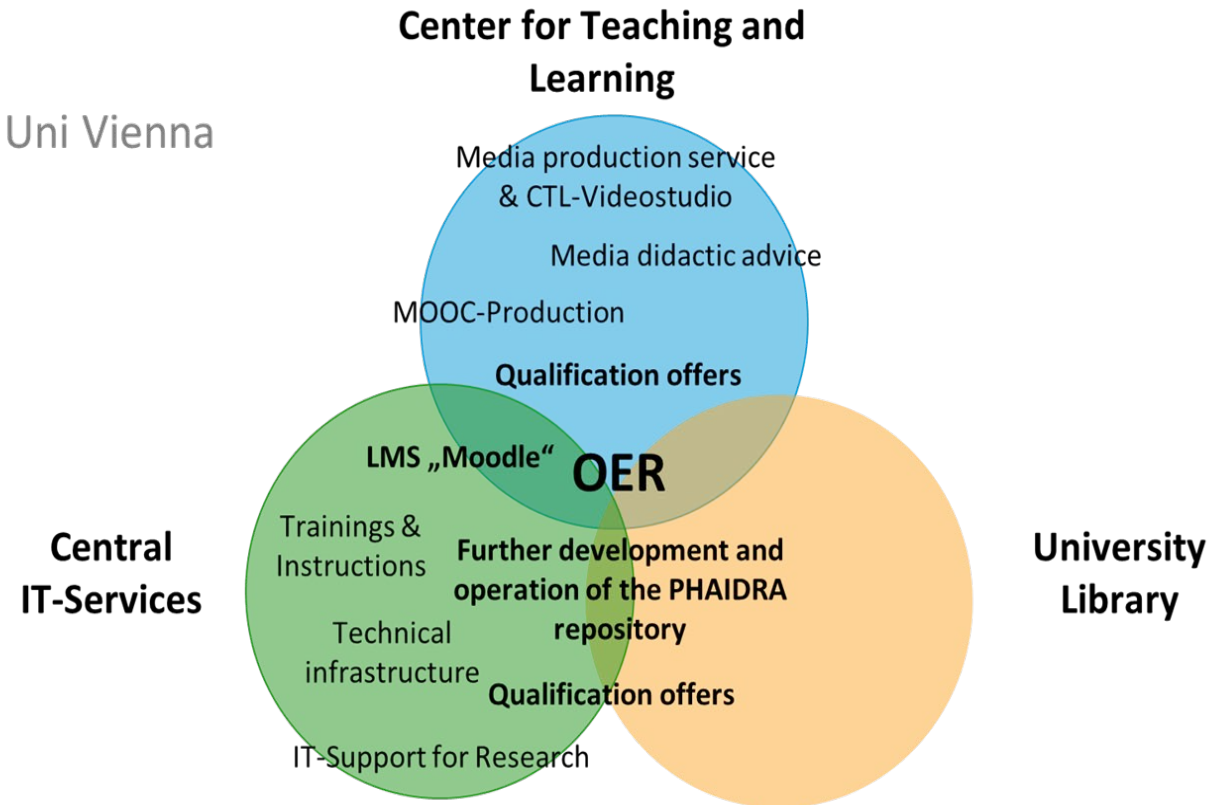 Center for Teaching and
Learning
Uni Vienna
Media production service
& CTL-Videostudio
Media didactic advice
MOOC-Production
Qualification offers
LMS „Moodle“
OER
Central
IT-Services
Trainings &
Instructions
Technical
infrastructure
IT-Support for Research
Further development and
operation of the PHAIDRA
repository
Qualification offers
University
Library